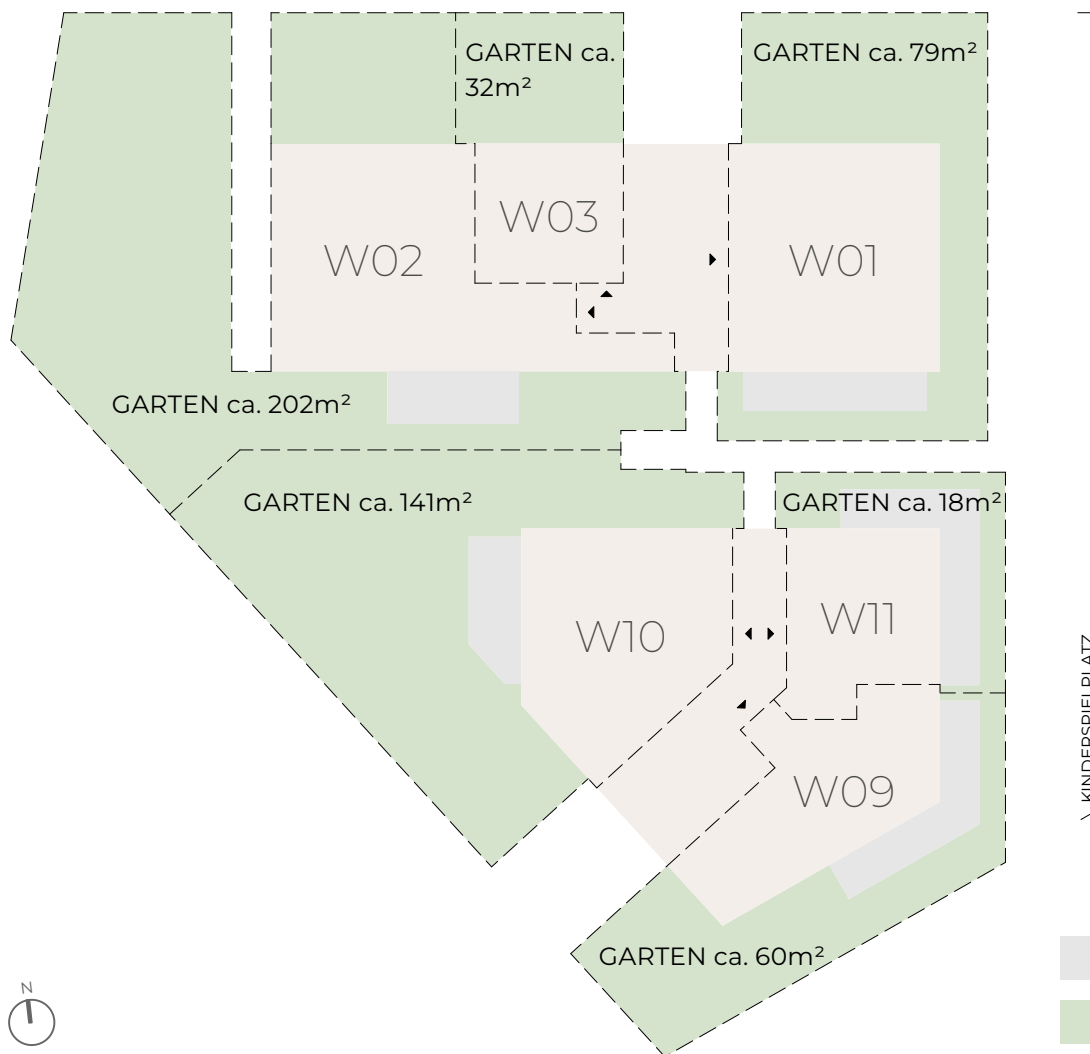 GARTEN ca.
32m²
GARTEN ca. 79m²
W03
W02
W01
GARTEN ca. 202m²
GARTEN ca. 141m²
GARTEN ca. 18m²
W11
W10
KINDERSPIELPLATZ
W09
GARTEN ca. 60m²
N